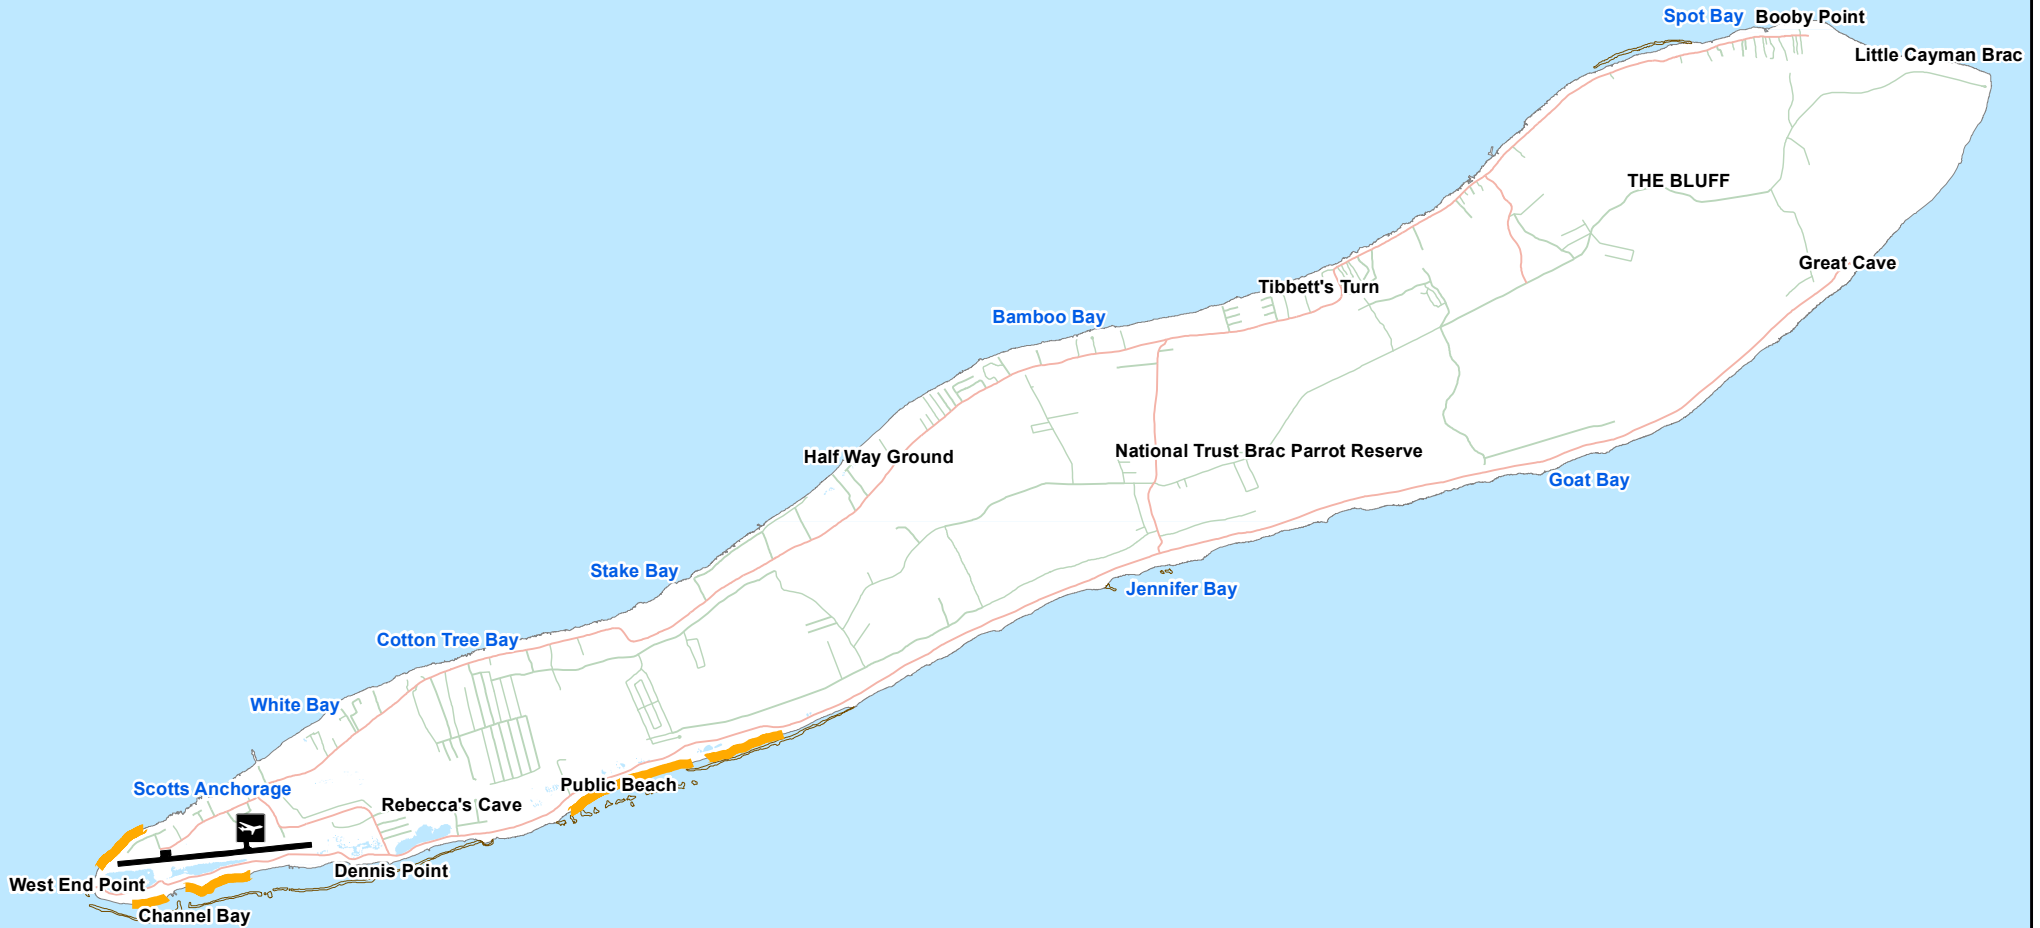 Spot Bay
Booby Point
Little Cayman Brac
THE BLUFF
Great Cave
Tibbett's Turn
Bamboo Bay
National Trust Brac Parrot Reserve
Half Way Ground
Goat Bay
Stake Bay
Jennifer Bay
Cotton Tree Bay
White Bay
Public Beach
Scotts Anchorage
Rebecca's Cave
Dennis Point
West End Point
Channel Bay